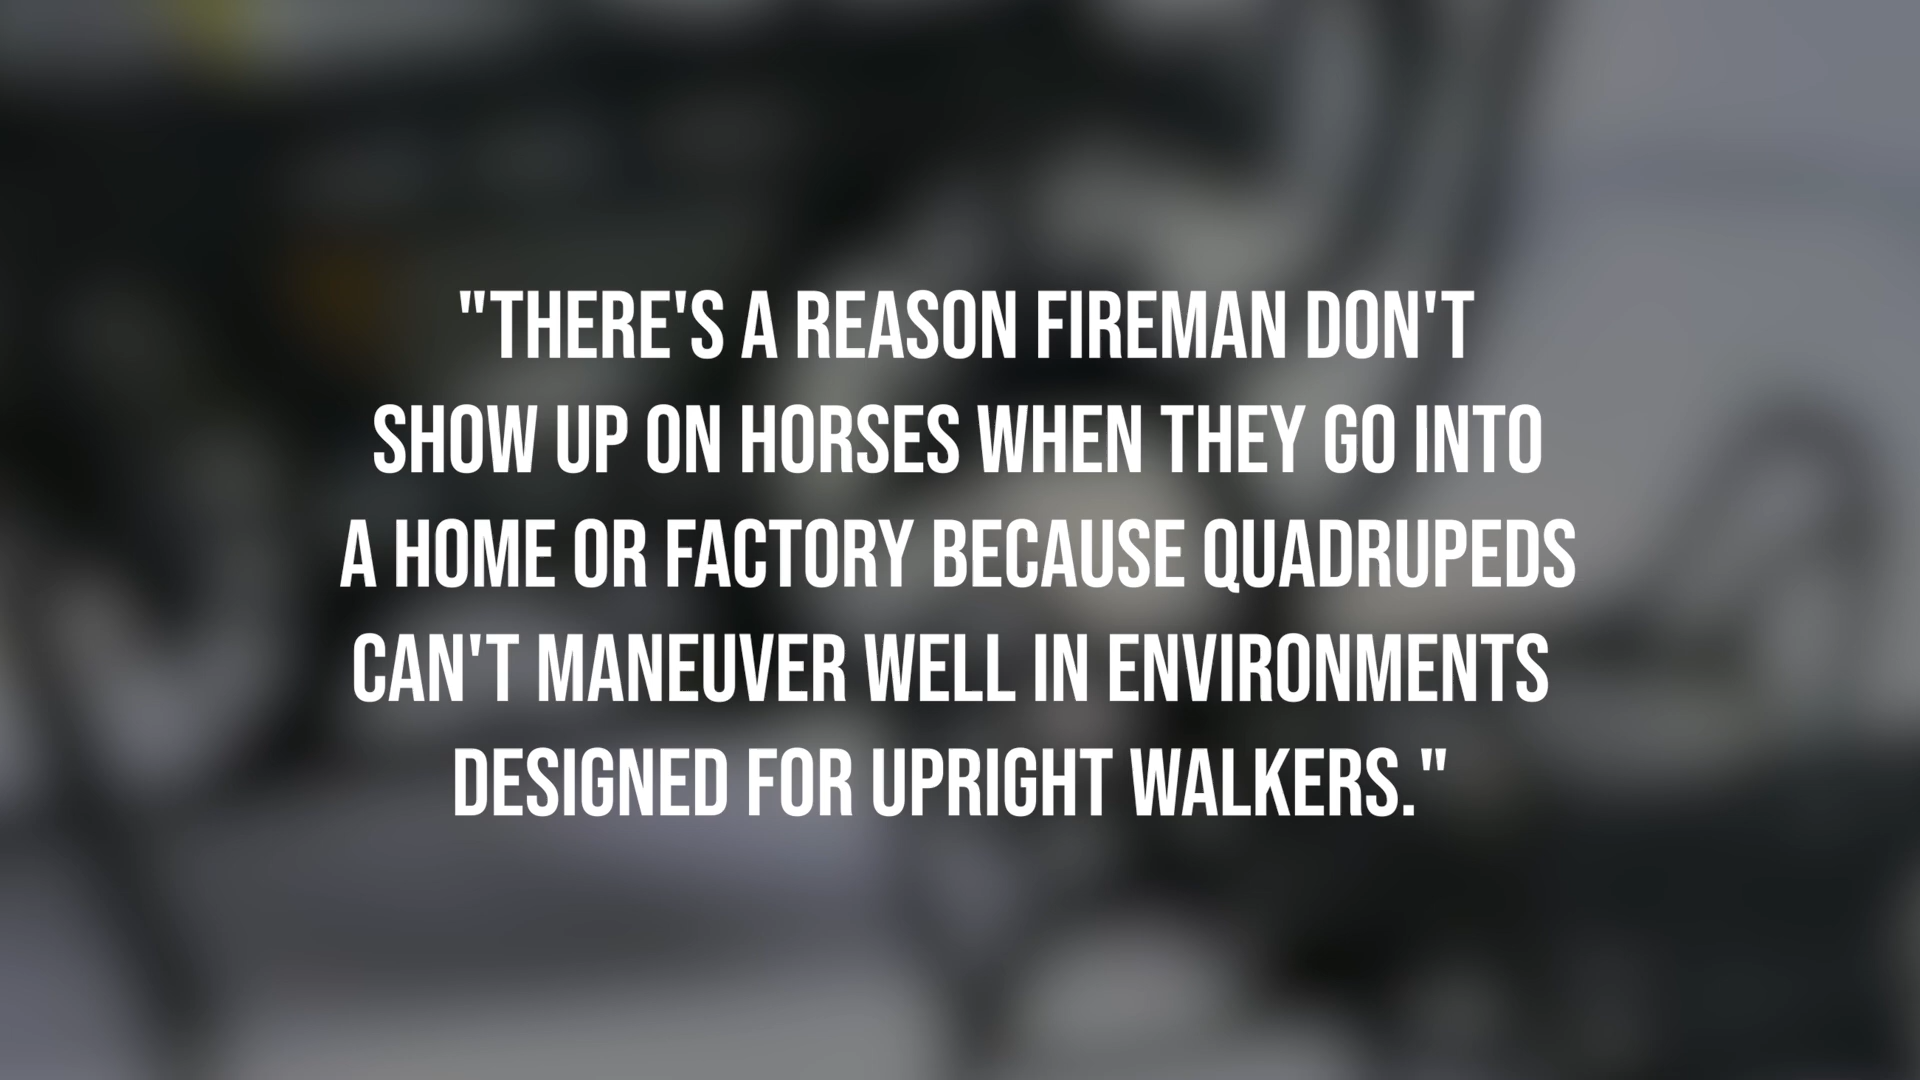 "THERE'S A REASON FIREMAN DON'T
SHOW UP ON HORSES WHEN THEY GO INTO
A HOME OR FACTORY BECAUSE QUADRUPEDS
CAN'T MANEUVER WELL IN ENVIRONMENTS
DESIGNED FOR UPRIGHT WALKERS."